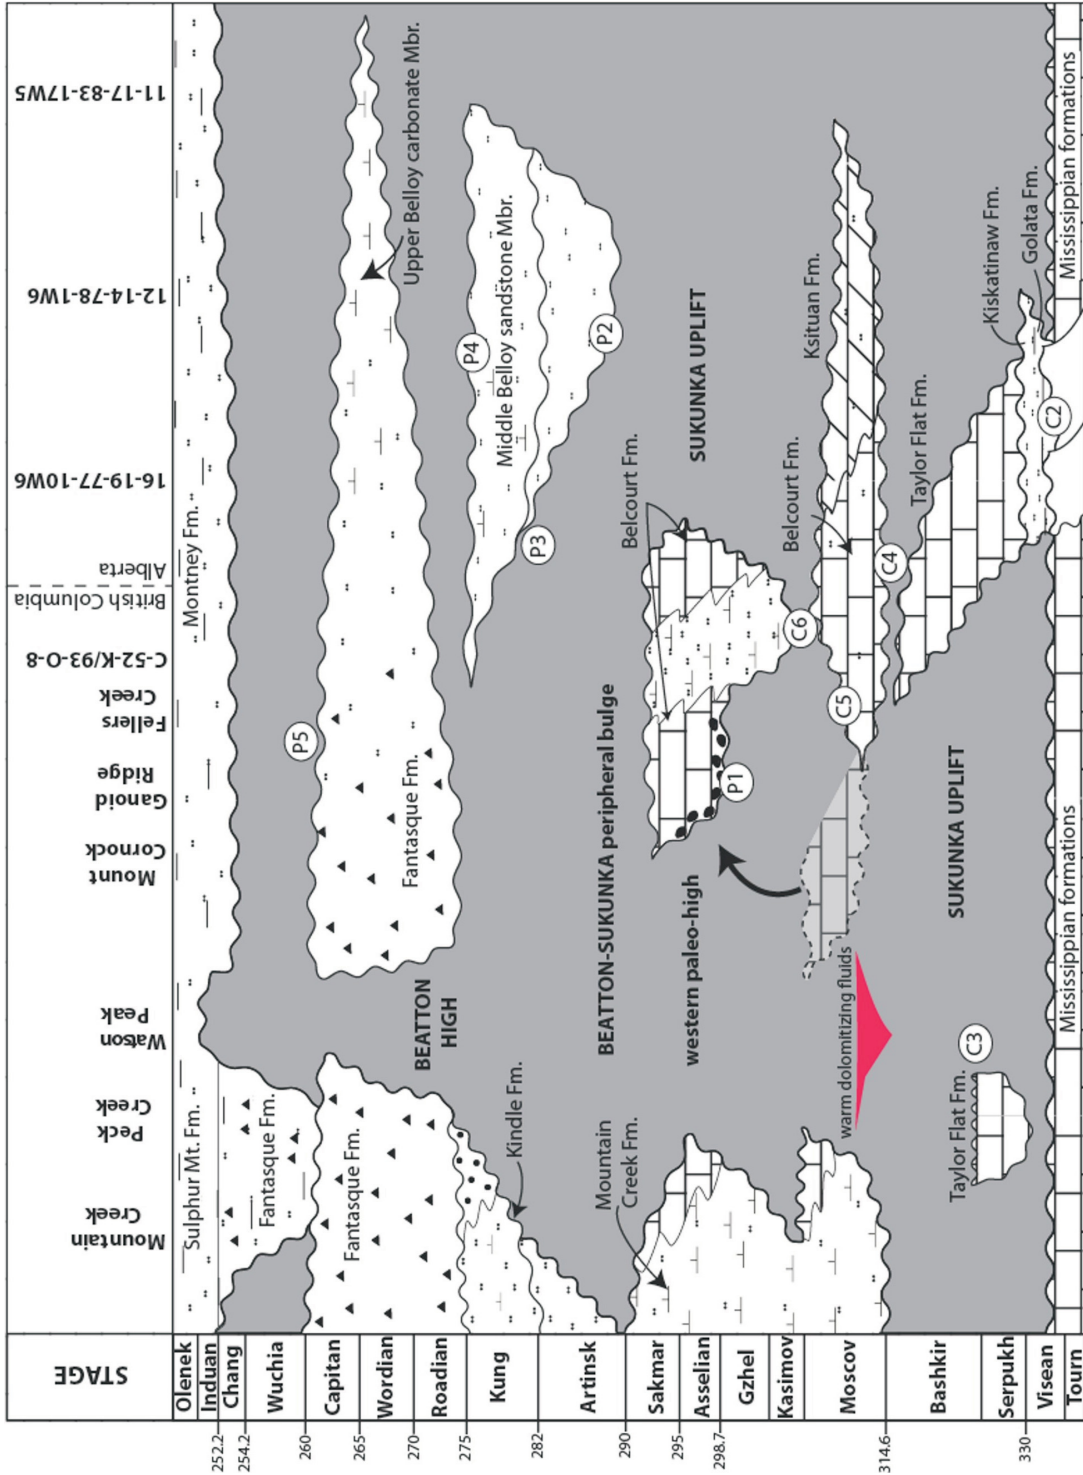 STAGE
Mountain
Creek
Peck
Creek
Watson
Peak
Mount
Cornock
Ganoid
Ridge
Fellers
Creek
C-52-K/93-O-8
British Columbia
Alberta
16-19-77-10W6
12-14-78-1W6
11-17-83-17W5
Olenek
Induan
Chang
Wuchia
Capitan
Wordian
Roadian
Kung
Artinsk
Sakmar
Asselian
Gzhel
Kasimov
Moscov
Bashkir
Serpukh
Visean
Tourn
252.2
254.2
260
265
270
275
282
290
295
298.7
314.6
330
Sulphur Mt. Fm.
Montney Fm.
Fantasque Fm.
Fantasque Fm.
P5
Fantasque Fm.
Upper Belloy carbonate Mbr.
BEATTON
HIGH
Kindle Fm.
P4
Middle Belloy sandstone Mbr.
P3
P2
BEATTON-SUKUNKA peripheral bulge
Mountain
Creek Fm.
western paleo-high
Belcourt Fm.
SUKUNKA UPLIFT
P1
C6
Belcourt Fm.
Ksituan Fm.
C5
warm dolomitizing fluids
C4
Taylor Flat Fm.
Taylor Flat Fm.
C3
SUKUNKA UPLIFT
Kiskatinaw Fm.
Golata Fm.
C2
Mississippian formations
Mississippian formations